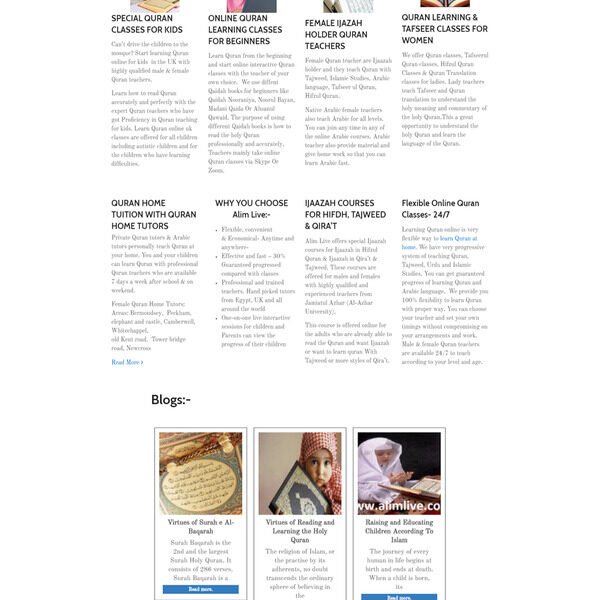 SPECIAL QURAN
CLASSES FOR KIDS
Can't drive the children to the
mosque? Start learning Quran
online for kids in the UK with
highly qualified male & female
Quran teachers.
Learn how to read Quran
accurately and perfectly with the
expert Quran teachers who have
got Proficiency in Quran teaching
for kids. Learn Quran online uk
classes are offered for all children
including autistic children and for
the children who have learning
difficulties.
ONLINE QURAN
LEARNING CLASSES
FOR BEGINNERS
Learn Quran from the beginning
and start online interactive Quran
classes with the teacher of your
own choice. We use diffent
Qaidah books for beginners like
Qaidah Nooraniya, Noorul Bayan,
Madani Qaida Or Ahsanul
Qawaid. The purpose of using
different Qaidah books is how to
read the holy Quran
professionally and accurately.
Teachers mainly take online
Quran classes via Skype Or
Zoom.
FEMALE IJAZAH
HOLDER QURAN
TEACHERS
Female Quran teacher are Ijaazah
holder and they teach Quran with
Tajweed, Islamic Studies, Arabic
language, Tafseer ul Quran,
Hifzul Quran.
Native Arabic female teachers
also teach Arabic for all levels.
You can join any time in any of
the online Arabic courses. Arabic
teacher also provide material and
give home work so that you can
learn Arabic fast.
QURAN LEARNING &
TAFSEER CLASSES FOR
WOMEN
We offer Quran classes, Tafseerul
Quran classes, Hifzul Quran
Classes & Quran Translation
classes for ladies. Lady teachers
teach Tafseer and Quran
translation to understand the
holy meaning and commentary of
the holy Quran.This a great
opportunity to understand the
holy Quran and learn the
language of the Quran.
QURAN HOME
TUITION WITH QURAN
HOME TUTORS
Private Quran tutors & Arabic
tutors personally teach Quran at
your home. You and your children
can learn Quran with professional
Quran teachers who are available
7 days a week after school & on
weekend.
Female Quran Home Tutors:
Areas: Bermondsey, Peckham,
elephant and castle, Camberwell,
Whitechappel,
old Kent road, Tower bridge
road, Newcross
Read More
WHY YOU CHOOSE
Alim Live:-
Flexible, convenient
& Economical- Anytime and
anywhere-
Effective and fast – 30%
Guaranteed progressed
compared with classes
Professional and trained
teachers. Hand picked tutors
from Egypt, UK and all
around the world
One-on-one live interactive
sessions for children and
Parents can view the
progress of their children
IJAAZAH COURSES
FOR HIFDH, TAJWEED
& QIRA'T
Alim Live offers special Ijaazah
courses for Ijaazah in Hifzul
Quran & Ijaazah in Qira't &
Tajweed. These courses are
offered for males and females
with highly qualified and
experienced teachers from
Jamiatul Azhar (Al-Azhar
University).
This course is offered online for
the adults who are already able to
read the Quran and want Ijaazah
or want to learn quran With
Tajweed or more styles of Qira't.
Flexible Online Quran
Classes- 24/7
Learning Quran online is very
flexible way to learn Quran at
home. We have very progressive
system of teaching Quran,
Tajweed, Urdu and Islamic
Studies. You can get guaranteed
progress of learning Quran and
Arabic language. We provide you
100% flexibility to learn Quran
with proper way. You can choose
your teacher and set your own
timings without compromising on
your arrangements and work.
Male & female Quran teachers
are available 24/7 to teach
according to your level and age.
Blogs:-
Virtues of Surah e Al-
Baqarah
Surah Baqarah is the
2nd and the largest
Surah Holy Quran. It
consists of 286 verses.
Surah Baqarah is a
Read more.
Virtues of Reading and
Learning the Holy
Quran
The religion of Islam, or
the practise by its
adherents, no doubt
transcends the ordinary
sphere of believing in
the
www.alimlive.co
Raising and Educating
Children According To
Islam
The journey of every
human in life begins at
birth and ends at death.
When a child is born,
its
Read more.